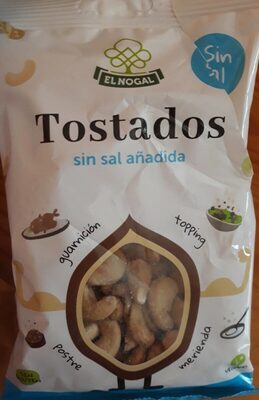 Sin
sal
EL NOGAL
Tostados
sin sal añadida
guarnición
topping
postre
merienda